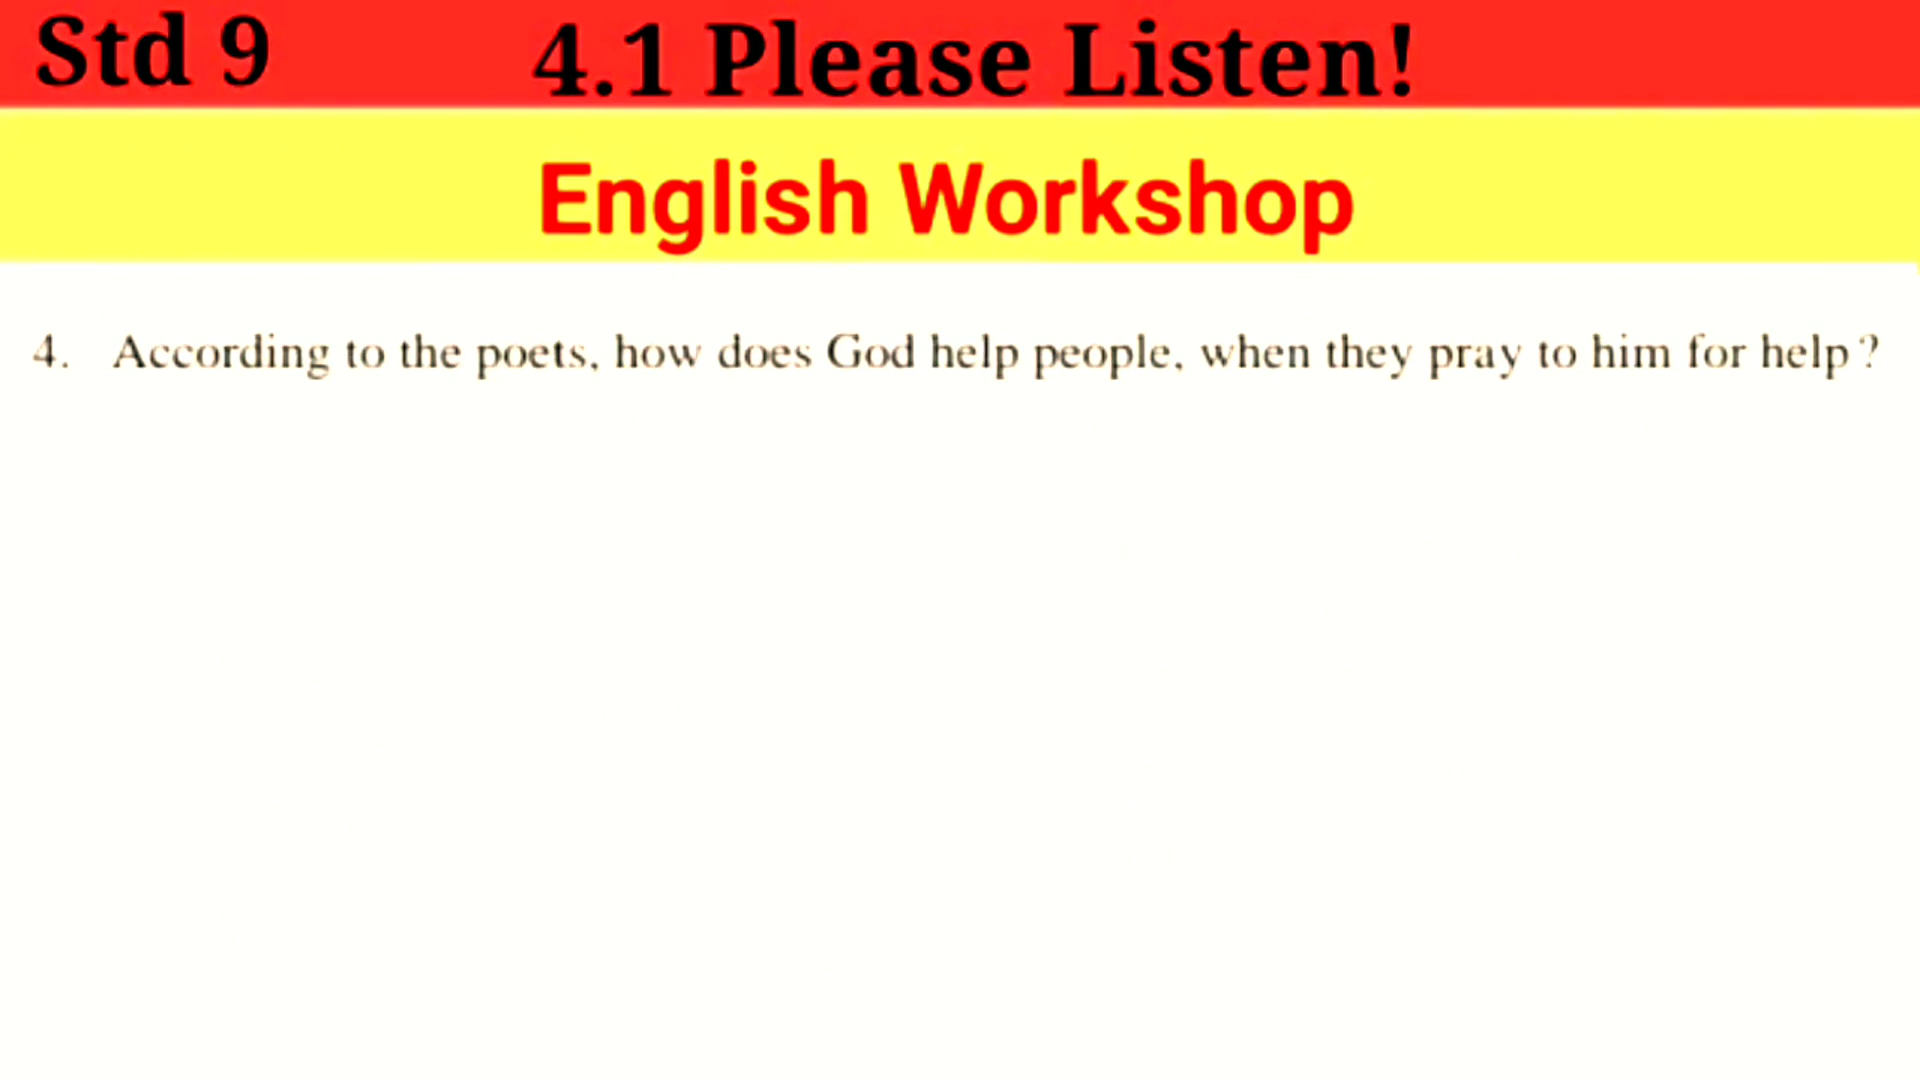 Std 9 4.1 Please Listen!
English Workshop
4. According to the poets, how does God help people, when they pray to him for help?